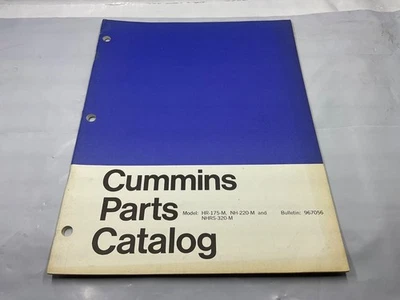 Cummins
Parts
Model: HR-175-M, NH-220-M and
NHRS-320-M
Bulletin: 967056
Catalog